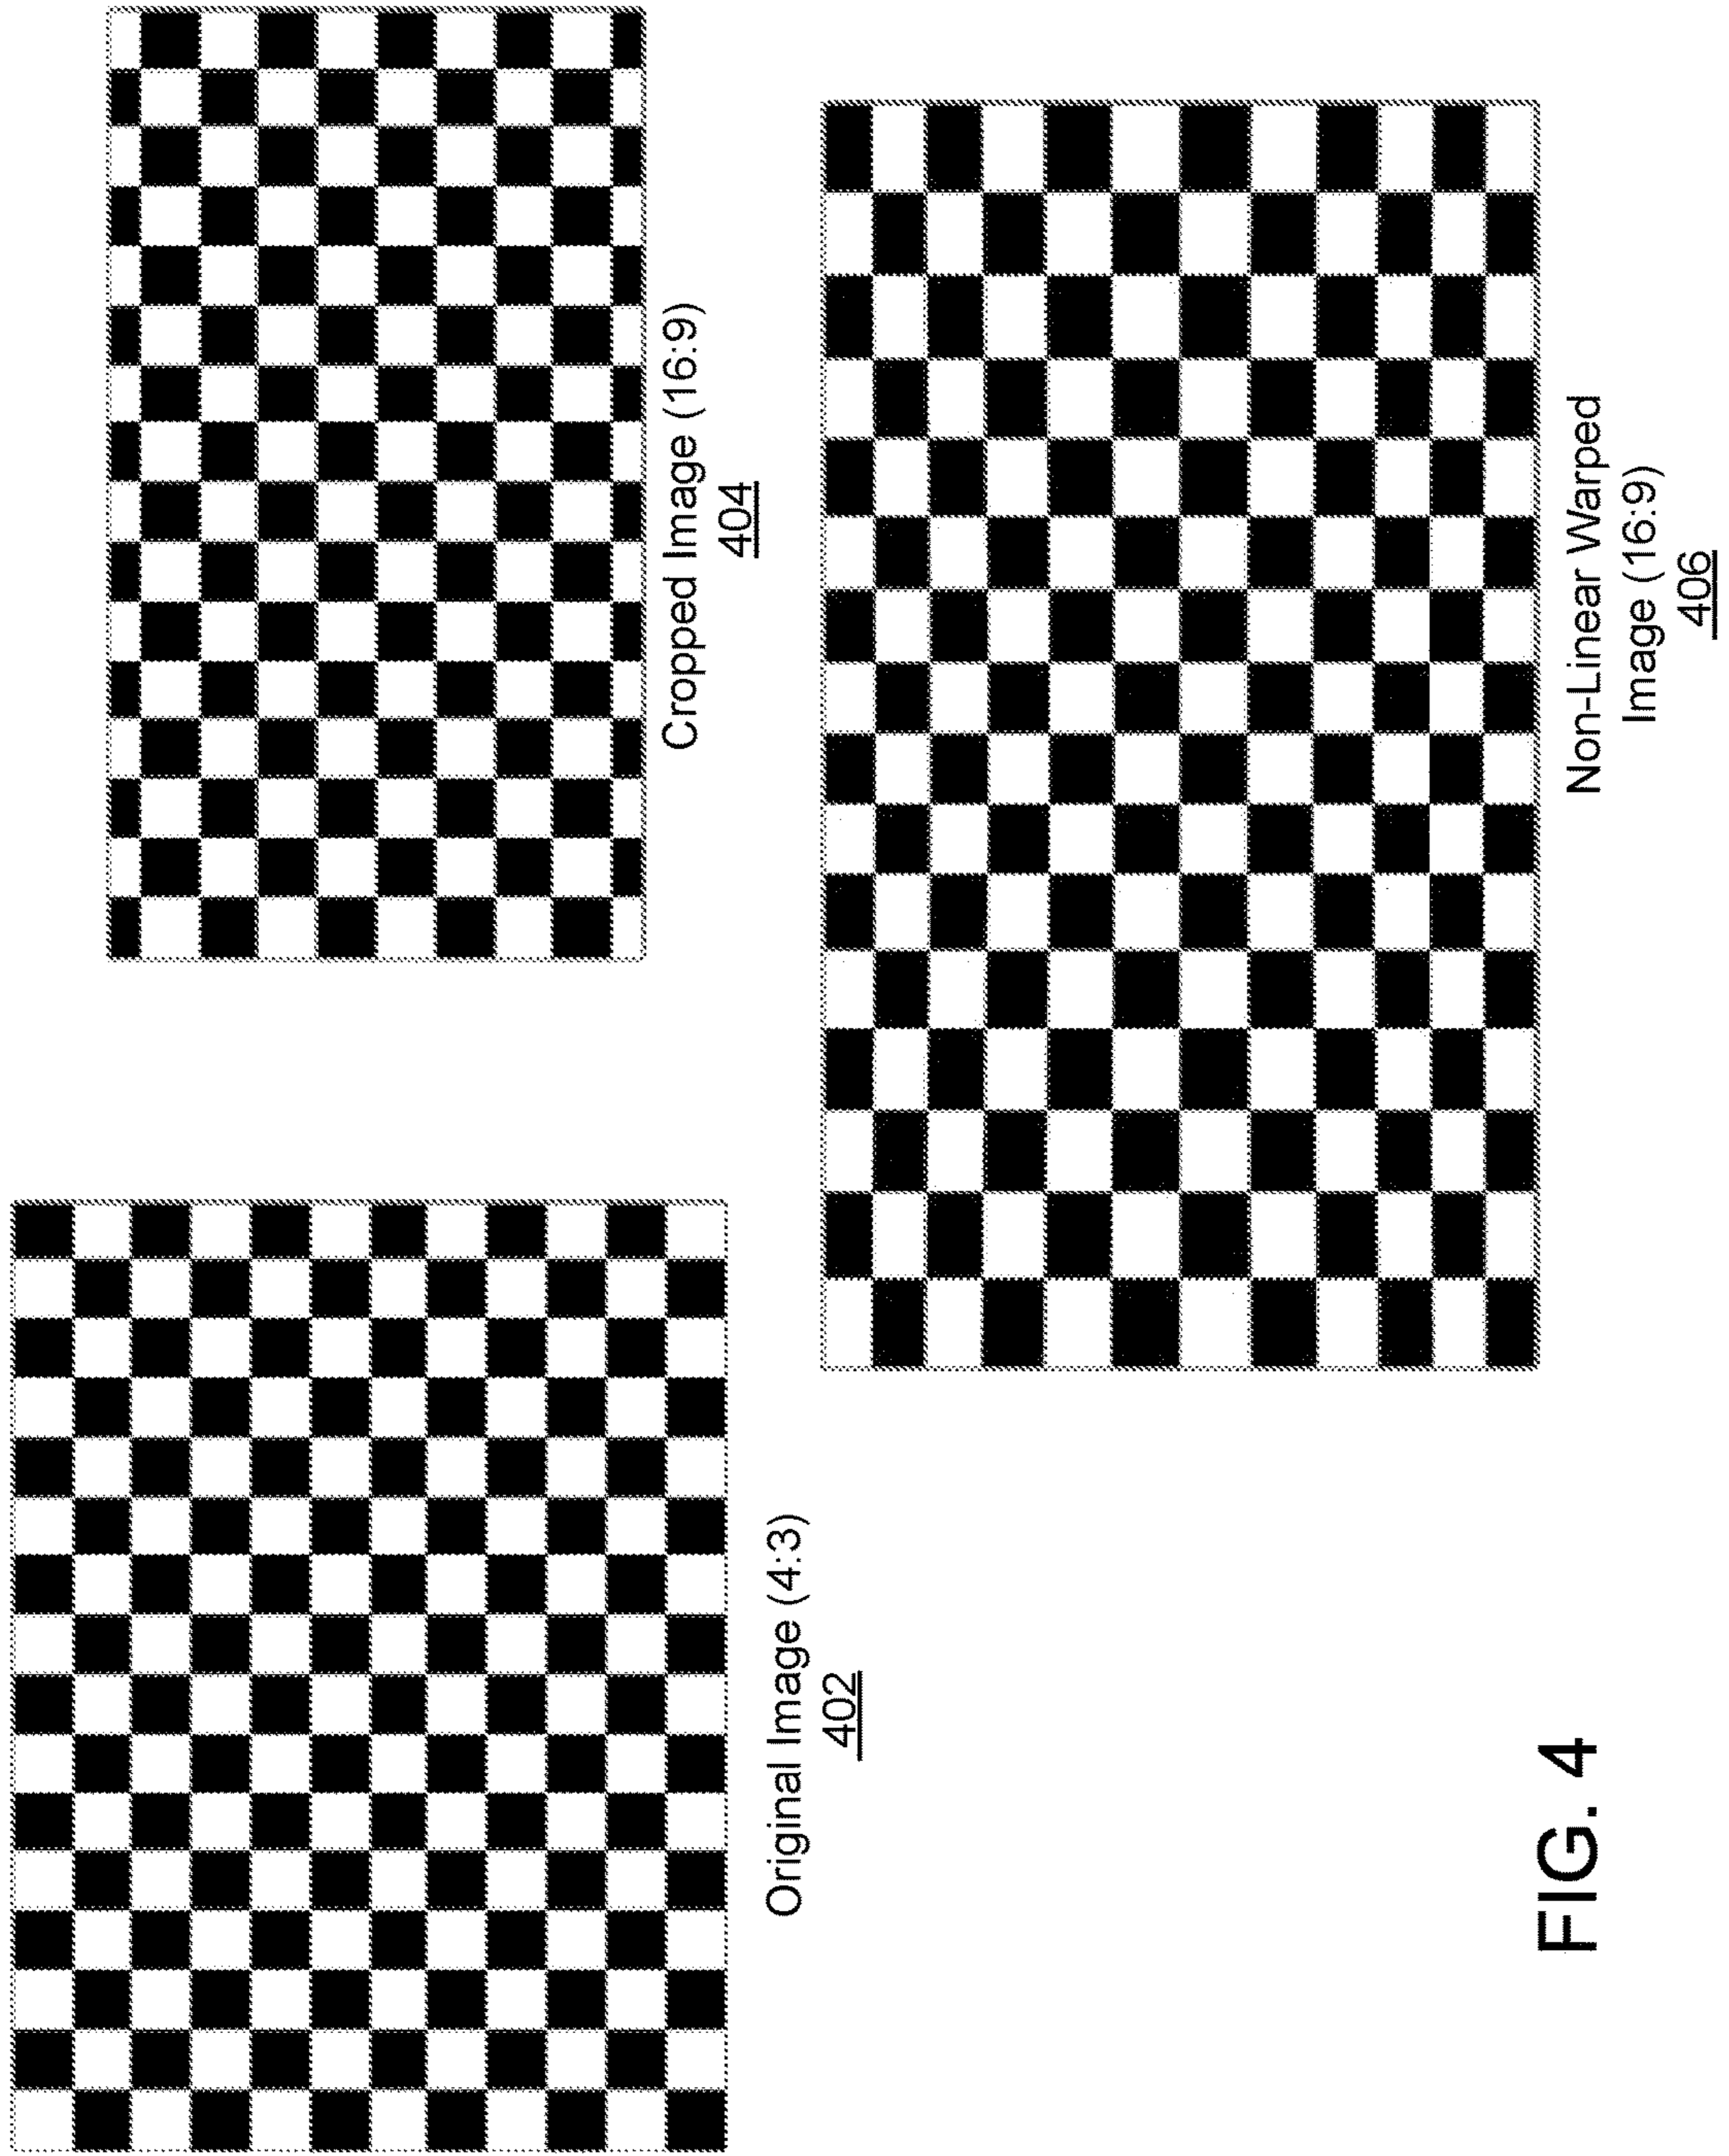 Original Image (4:3)
402
Cropped Image (16:9)
404
Non-Linear Warped
Image (16:9)
406
FIG. 4